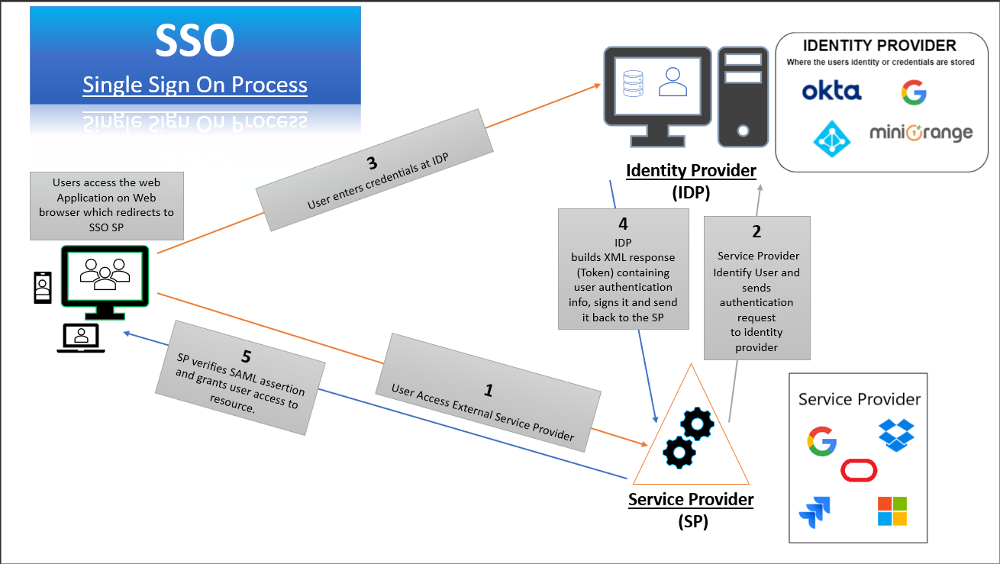 SSO
Single Sign On Process
Single Sign On Process
IDENTITY PROVIDER
Where the users identity or credentials are stored
okta
G
miniOrange
Identity Provider
(IDP)
3
User enters credentials at IDP
Users access the web
Application on Web
browser which redirects to
SSO SP
4
IDP
builds XML response
(Token) containing
user authentication
info, signs it and send
it back to the SP
2
Service Provider
Identify User and
sends
authentication
request
to identity
provider
5
SP verifies SAML assertion
and grants user access to
resource.
1
User Access External Service Provider
Service Provider
(SP)
Service Provider
G